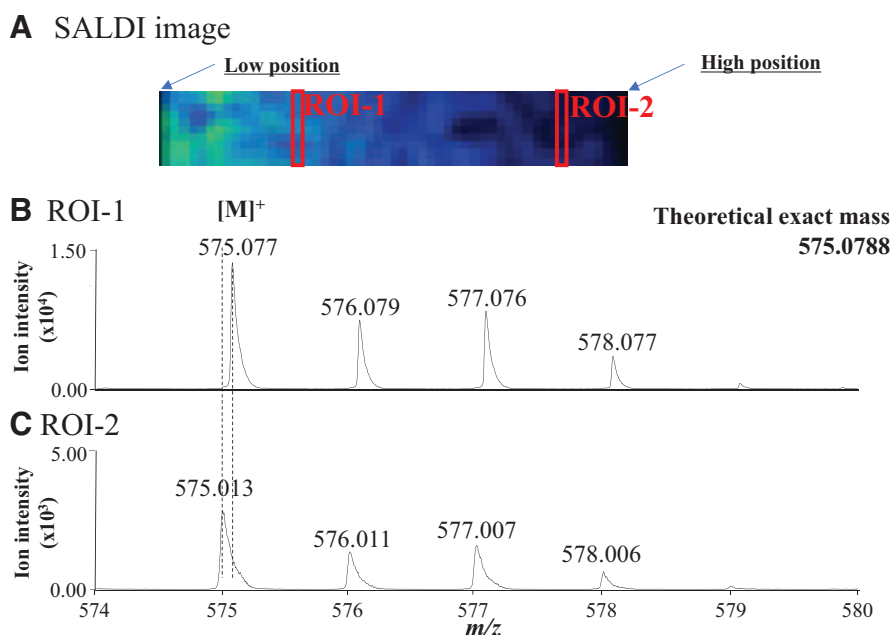 A SALDI image
Low position
High position
ROI-1
ROI-2
B ROI-1
[M]⁺
Theoretical exact mass
575.0788
Ion intensity
(x10⁴)
1.50
0.00
575.077
576.079
577.076
578.077
C ROI-2
Ion intensity
(x10³)
5.00
0.00
575.013
576.011
577.007
578.006
574
575
576
577
578
579
580
m/z